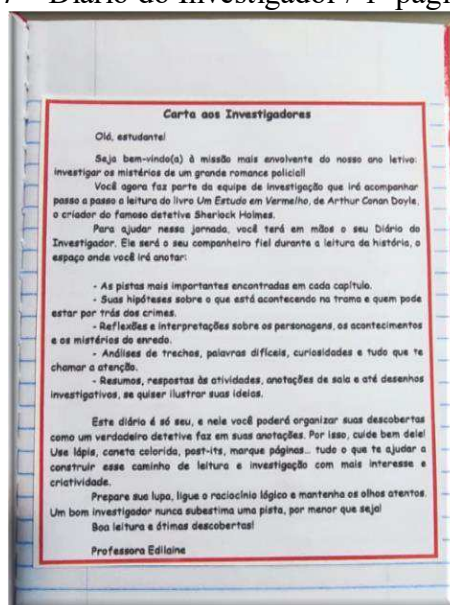 7 – Diário do Investigador / 1ª pági
Carta aos Investigadores
Olá, estudante!
Seja bem-vindo(a) à missão mais envolvente do nosso ano letivo:
investigar os mistérios de um grande romance policial!
Você agora faz parte da equipe de investigação que irá acompanhar
passo a passo a leitura do livro Um Estudo em Vermelho, de Arthur Conan Doyle,
o criador do famoso detetive Sherlock Holmes.
Para ajudar nessa jornada, você terá em mãos o seu Diário do
Investigador. Ele será o seu companheiro fiel durante a leitura da história, o
espaço onde você irá anotar:
- As pistas mais importantes encontradas em cada capítulo.
- Suas hipóteses sobre o que está acontecendo na trama e quem pode
estar por trás dos crimes.
- Reflexões e interpretações sobre os personagens, os acontecimentos
e os mistérios do enredo.
- Análises de trechos, palavras difíceis, curiosidades e tudo que te
chamar a atenção.
- Resumos, respostas às atividades, anotações de sala e até desenhos
investigativos, se quiser ilustrar suas ideias.
Este diário é só seu, e nele você poderá organizar suas descobertas
como um verdadeiro detetive faz em suas anotações. Por isso, cuide bem dele!
Use lápis, caneta colorida, post-its, marque páginas... tudo o que te ajudar a
construir esse caminho de leitura e investigação com mais interesse e
criatividade.
Prepare sua lupa, ligue o raciocínio lógico e mantenha os olhos atentos.
Um bom investigador nunca subestima uma pista, por menor que seja!
Boa leitura e ótimas descobertas!
Professora Edilaine